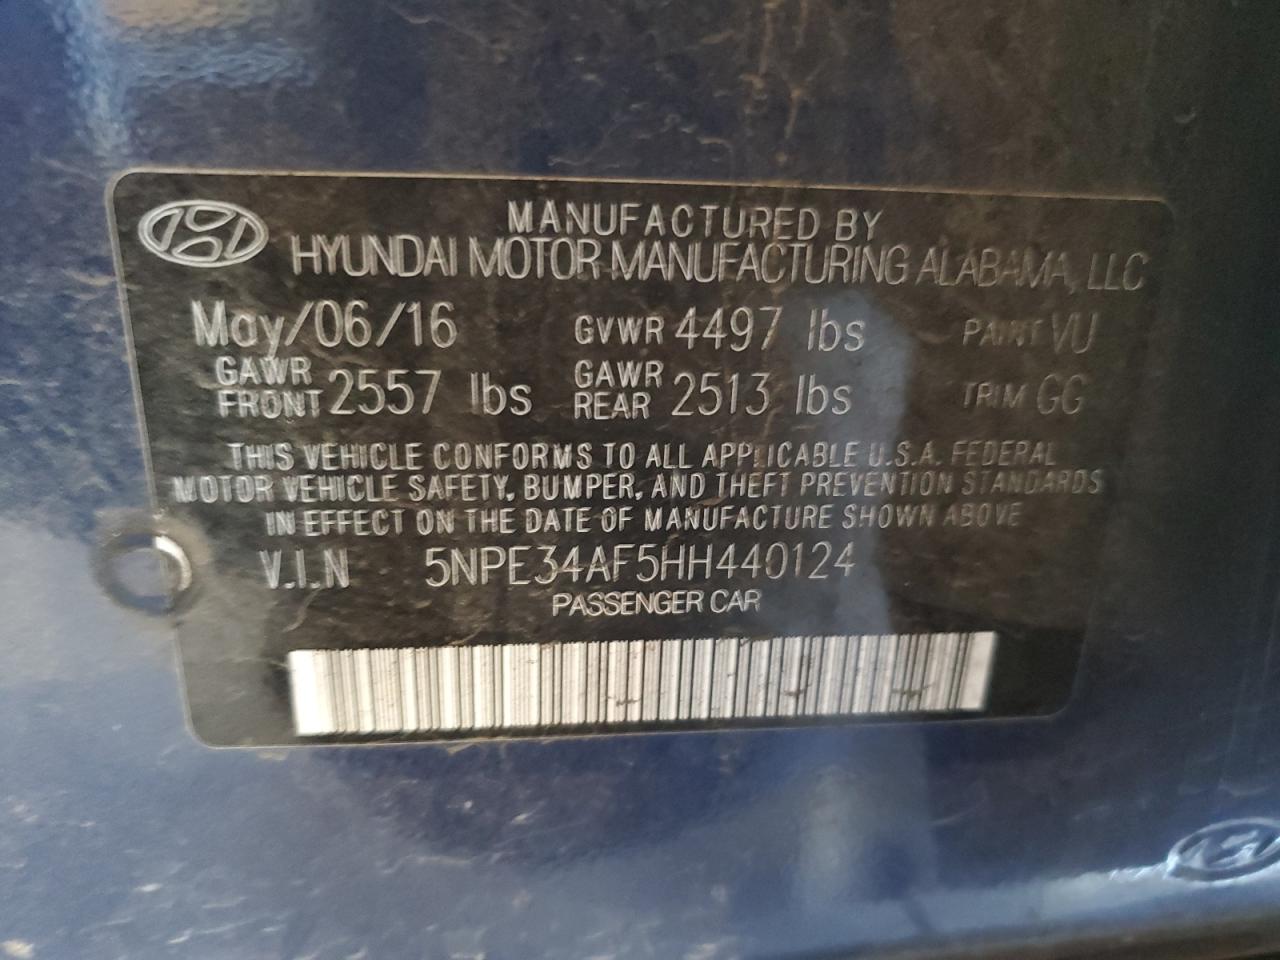 MANUFACTURED BY
HYUNDAI MOTOR MANUFACTURING ALABAMA, LLC
May/06/16 GVWR 4497 lbs PAINT VU
GAWR FRONT 2557 lbs GAWR REAR 2513 lbs TRIM GG
THIS VEHICLE CONFORMS TO ALL APPLICABLE U.S.A. FEDERAL
MOTOR VEHICLE SAFETY, BUMPER, AND THEFT PREVENTION STANDARDS
IN EFFECT ON THE DATE OF MANUFACTURE SHOWN ABOVE
V.I.N 5NPE34AF5HH440124
PASSENGER CAR